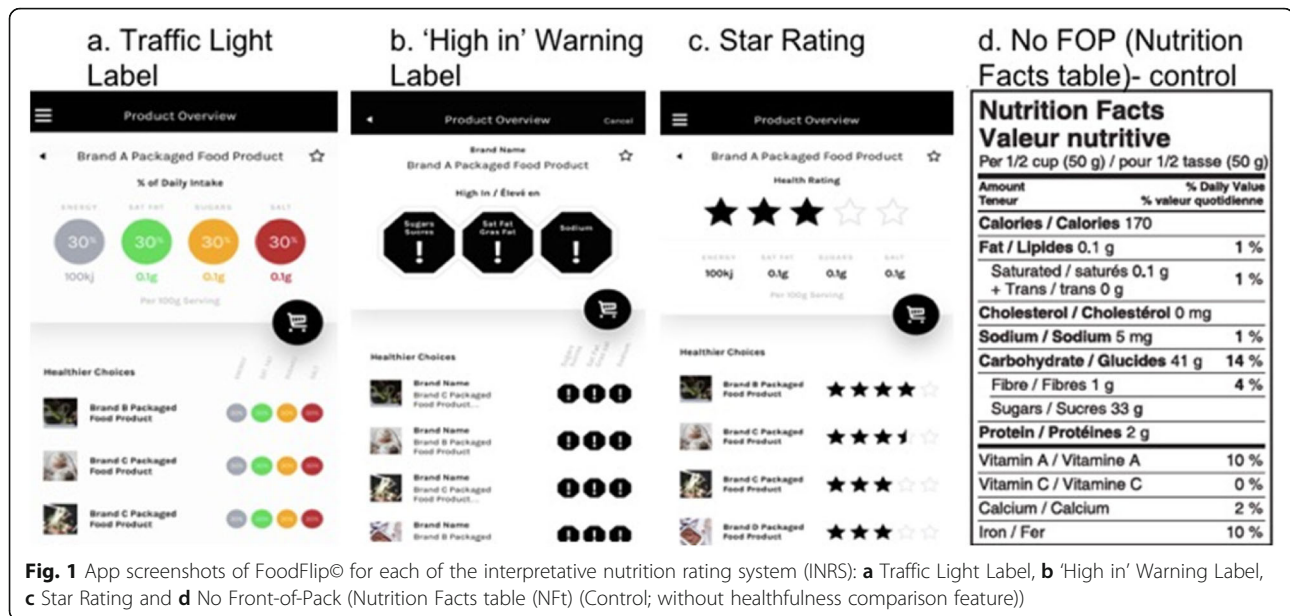 a. Traffic Light
Label
Product Overview
Brand A Packaged Food Product
% of Daily Intake
ENERGY SAT FAT SUGARS SALT
30% 30% 30% 30%
100kj 0.1g 0.1g 0.1g
Per 100g Serving
Healthier Choices
ENERGY SAT FAT SUGARS SALT
Brand B Packaged
Food Product
Brand C Packaged
Food Product
Brand C Packaged
Food Product
b. ‘High in’ Warning
Label
Product Overview Cancel
Brand Name
Brand A Packaged Food Product
High In / Élevé en
Sugars
Sucres
!
Sat Fat
Gras Fat
!
Sodium
!
Healthier Choices
Sugars
Sucres
Sat Fat
Gras Fat
Sodium
Brand Name
Brand C Packaged
Food Product...
! ! !
Brand Name
Brand B Packaged
Food Product
! ! !
Brand Name
Brand C Packaged
Food Product...
! ! !
Brand Name
Brand B Packaged
! ! !
c. Star Rating
Product Overview
Brand A Packaged Food Product
Health Rating
ENERGY SAT FAT SUGARS SALT
100kj 0.1g 0.1g 0.1g
Per 100g Serving
Healthier Choices
Brand B Packaged
Food Product
Brand C Packaged
Food Product
Brand C Packaged
Food Product
Brand D Packaged
Food Product
d. No FOP (Nutrition
Facts table)- control
Nutrition Facts
Valeur nutritive
Per 1/2 cup (50 g) / pour 1/2 tasse (50 g)
Amount % Daily Value
Teneur % valeur quotidienne
Calories / Calories 170
Fat / Lipides 0.1 g 1 %
Saturated / saturés 0.1 g
+ Trans / trans 0 g 1 %
Cholesterol / Cholestérol 0 mg
Sodium / Sodium 5 mg 1 %
Carbohydrate / Glucides 41 g 14 %
Fibre / Fibres 1 g 4 %
Sugars / Sucres 33 g
Protein / Protéines 2 g
Vitamin A / Vitamine A 10 %
Vitamin C / Vitamine C 0 %
Calcium / Calcium 2 %
Iron / Fer 10 %
Fig. 1 App screenshots of FoodFlip© for each of the interpretative nutrition rating system (INRS): a Traffic Light Label, b ‘High in’ Warning Label,
c Star Rating and d No Front-of-Pack (Nutrition Facts table (NFt) (Control; without healthfulness comparison feature))